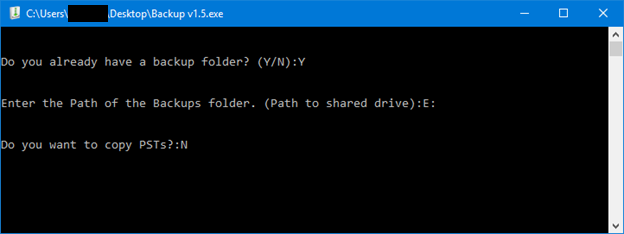 C:\Users\ \Desktop\Backup v1.5.exe
Do you already have a backup folder? (Y/N):Y
Enter the Path of the Backups folder. (Path to shared drive):E:
Do you want to copy PSTs?:N